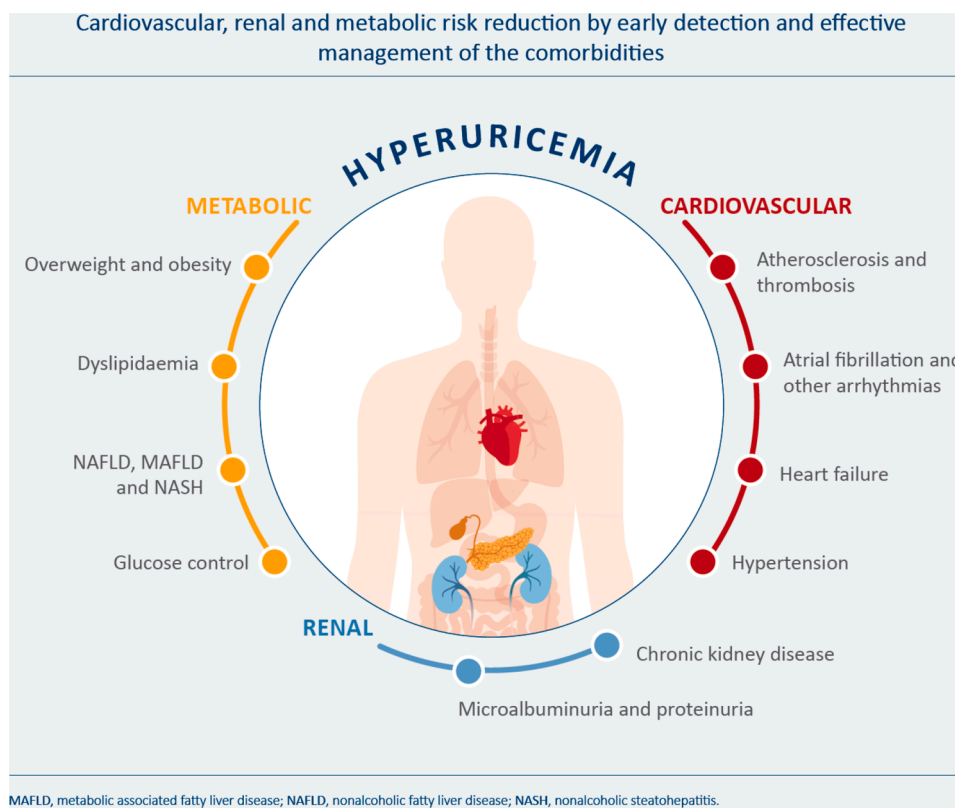 Cardiovascular, renal and metabolic risk reduction by early detection and effective
management of the comorbidities
HYPERURICEMIA
METABOLIC
Overweight and obesity
Dyslipidaemia
NAFLD, MAFLD
and NASH
Glucose control
CARDIOVASCULAR
Atherosclerosis and
thrombosis
Atrial fibrillation and
other arrhythmias
Heart failure
Hypertension
RENAL
Chronic kidney disease
Microalbuminuria and proteinuria
MAFLD, metabolic associated fatty liver disease; NAFLD, nonalcoholic fatty liver disease; NASH, nonalcoholic steatohepatitis.